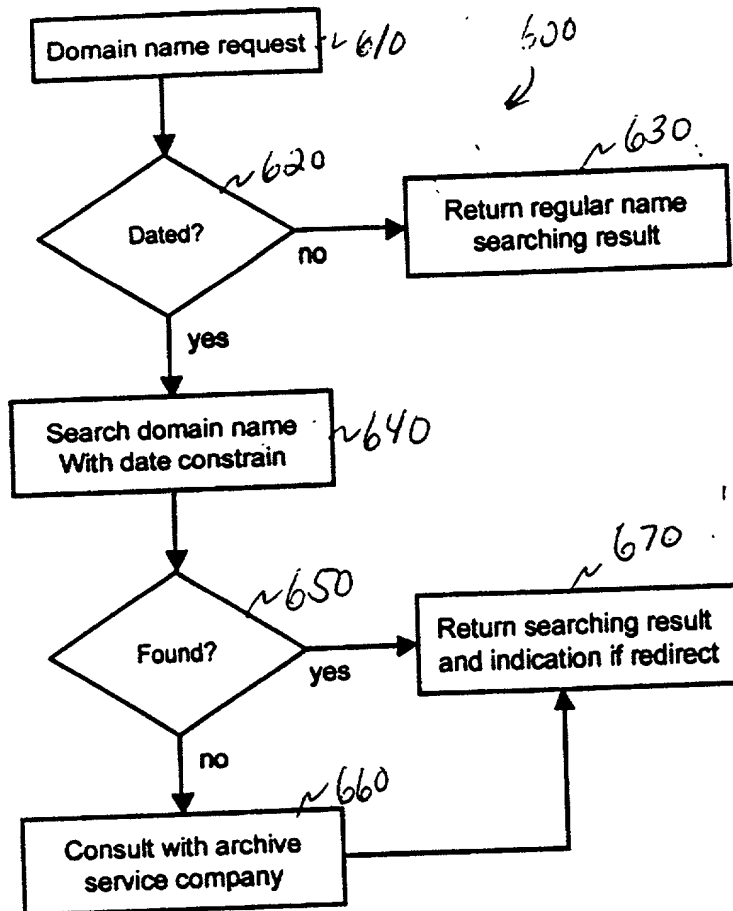 Domain name request ~610
600
~620
~630
Dated?
Return regular name
searching result
no
yes
Search domain name
With date constrain
~640
~670
~650
Found?
Return searching result
and indication if redirect
yes
no
~660
Consult with archive
service company